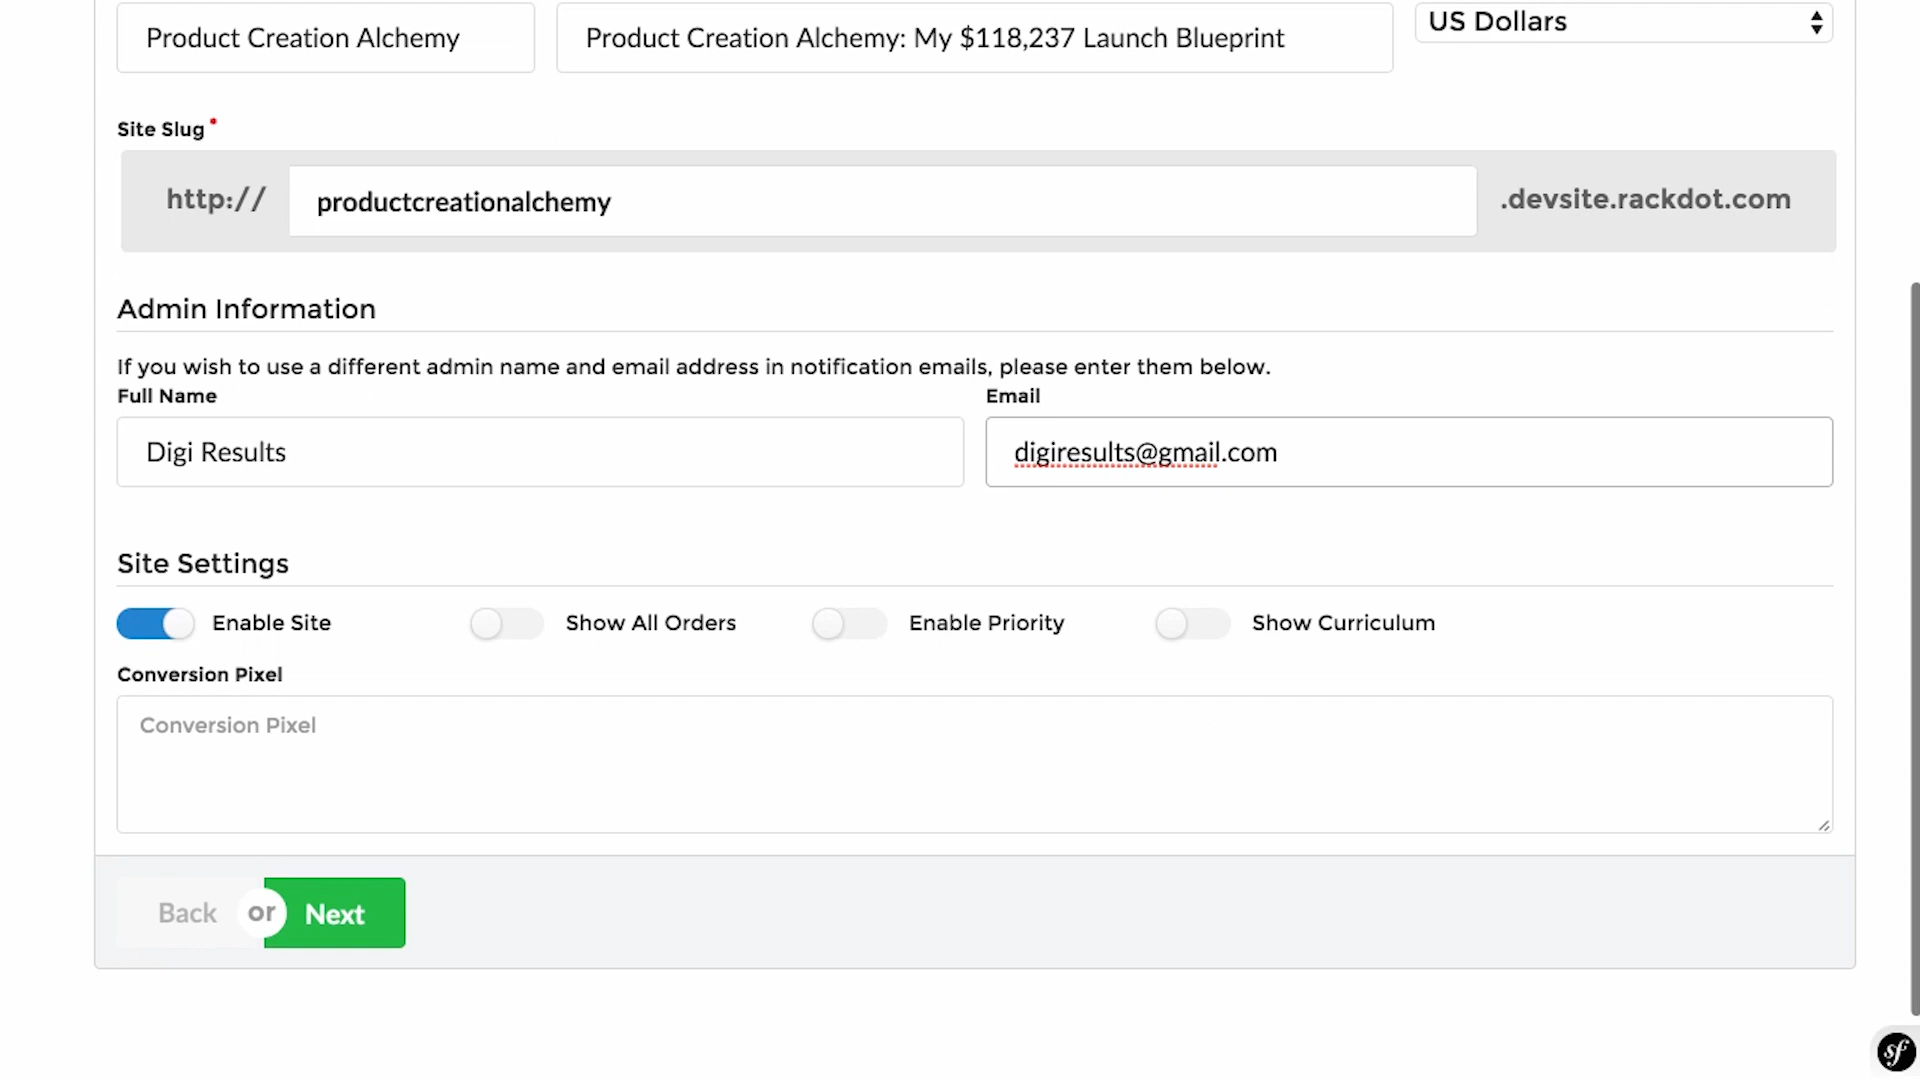 Product Creation Alchemy
Product Creation Alchemy: My $118,237 Launch Blueprint
US Dollars
Site Slug *
http://
productcreationalchemy
.devsite.rackdot.com
Admin Information
If you wish to use a different admin name and email address in notification emails, please enter them below.
Full Name
Email
Digi Results
digiresults@gmail.com
Site Settings
Enable Site
Show All Orders
Enable Priority
Show Curriculum
Conversion Pixel
Conversion Pixel
Back or Next
sf